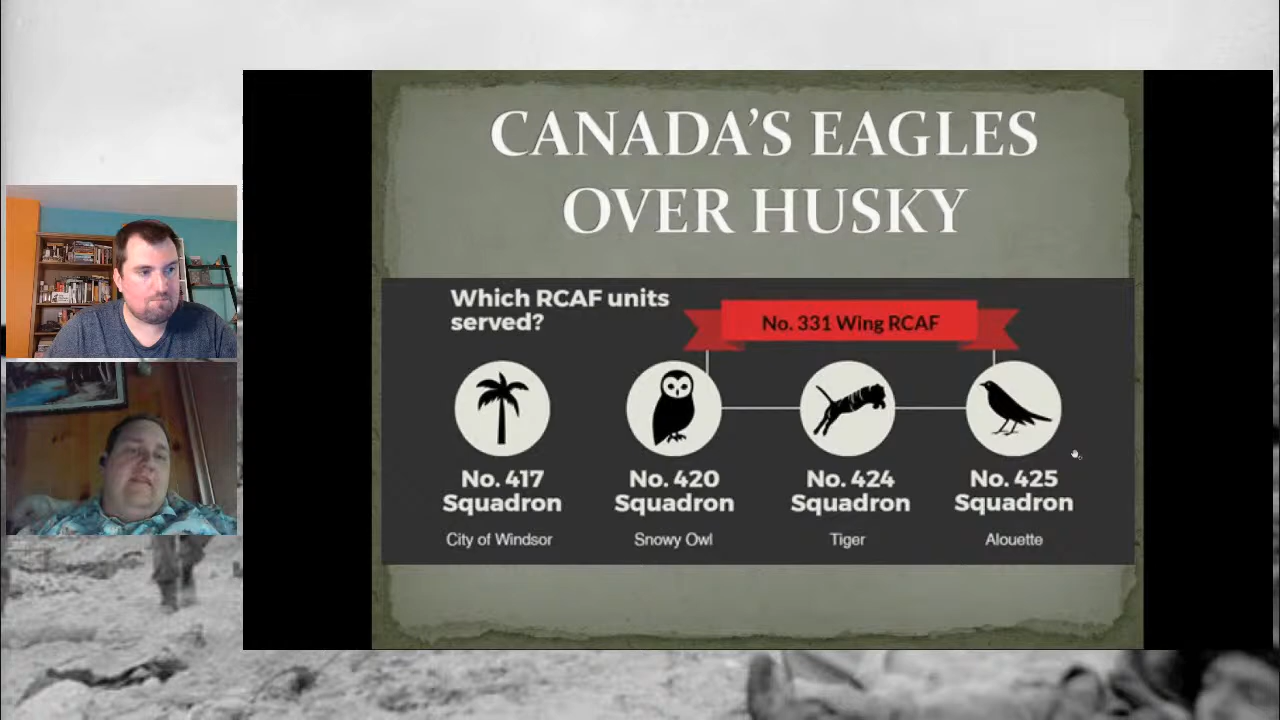 CANADA'S EAGLES
OVER HUSKY
Which RCAF units
served?
No. 331 Wing RCAF
No. 417
Squadron
City of Windsor
No. 420
Squadron
Snowy Owl
No. 424
Squadron
Tiger
No. 425
Squadron
Alouette